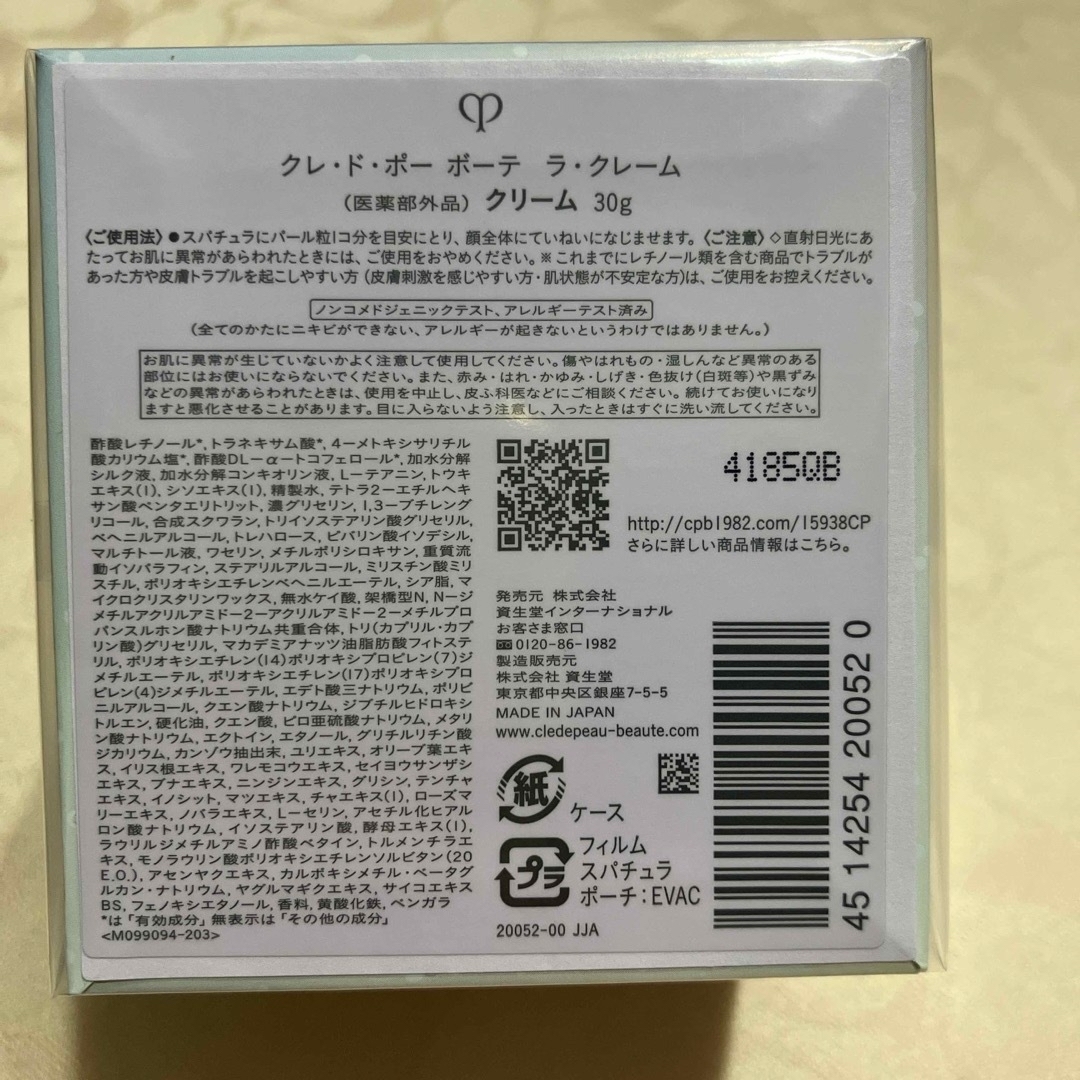 クレ・ド・ポー ボーテ ラ・クレーム
（医薬部外品） クリーム 30g
〈ご使用法〉●スパチュラにパール粒1コ分を目安にとり、顔全体にていねいになじませます。〈ご注意〉◇直射日光にあ
たってお肌に異常があらわれたときには、ご使用をおやめください。※これまでにレチノール類を含む商品でトラブルが
あった方や皮膚トラブルを起こしやすい方（皮膚刺激を感じやすい方・肌状態が不安定な方）は、ご使用をお控えください。
ノンコメドジェニックテスト、アレルギーテスト済み
（全てのかたにニキビができない、アレルギーが起きないというわけではありません。）
お肌に異常が生じていないかよく注意して使用してください。傷やはれもの・湿しんなど異常のある
部位にはお使いにならないでください。また、赤み・はれ・かゆみ・しげき・色抜け（白斑等）や黒ずみ
などの異常があらわれたときは、使用を中止し、皮ふ科医などにご相談ください。続けてお使いになり
ますと悪化させることがあります。目に入らないよう注意し、入ったときはすぐに洗い流してください。
酢酸レチノール*, トラネキサム酸*, 4-メトキシサリチル
酸カリウム塩*, 酢酸DL-α-トコフェロール*, 加水分解
シルク液, 加水分解コンキオリン液, L-テアニン, トウキ
エキス(1), シソエキス(1), 精製水, テトラ2-エチルヘキ
サン酸ペンタエリトリット, 濃グリセリン, 1,3-ブチレング
リコール, 合成スクワラン, トリイソステアリン酸グリセリル,
ベヘニルアルコール, トレハロース, ピバリン酸イソデシル,
マルチトール液, ワセリン, メチルポリシロキサン, 重質流
動イソパラフィン, ステアリルアルコール, ミリスチン酸ミリ
スチル, ポリオキシエチレンベヘニルエーテル, シア脂, マ
イクロクリスタリンワックス, 無水ケイ酸, 架橋型N, N-ジ
メチルアクリルアミド-2-アクリルアミド-2-メチルプロ
パンスルホン酸ナトリウム共重合体, トリ(カプリル・カプ
リン酸)グリセリル, マカデミアナッツ油脂肪酸フィトステ
リル, ポリオキシエチレン(14)ポリオキシプロピレン(7)ジ
メチルエーテル, ポリオキシエチレン(17)ポリオキシプロ
ピレン(4)ジメチルエーテル, エデト酸三ナトリウム, ポリビ
ニルアルコール, クエン酸ナトリウム, ジブチルヒドロキシ
トルエン, 硬化油, クエン酸, ピロ亜硫酸ナトリウム, メタリ
ン酸ナトリウム, エクトイン, エタノール, グリチルリチン酸
ジカリウム, カンゾウ抽出末, ユリエキス, オリーブ葉エキ
ス, イリス根エキス, ワレモコウエキス, セイヨウサンザシ
エキス, ブナエキス, ニンジンエキス, グリシン, テンチャ
エキス, イノシット, マツエキス, チャエキス(1), ローズマ
リーエキス, ノバラエキス, L-セリン, アセチル化ヒアル
ロン酸ナトリウム, イソステアリン酸, 酵母エキス(1),
ラウリルジメチルアミノ酢酸ベタイン, トルメンチラエ
キス, モノラウリン酸ポリオキシエチレンソルビタン(20
E.O.), アセンヤクエキス, カルボキシメチル・ベータグ
ルカン・ナトリウム, ヤグルマギクエキス, サイコエキス
BS, フェノキシエタノール, 香料, 黄酸化鉄, ベンガラ
*は「有効成分」無表示は「その他の成分」
<M099094-203>
4185QB
http://cpb1982.com/15938CP
さらに詳しい商品情報はこちら。
発売元 株式会社
資生堂インターナショナル
お客さま窓口
0120-86-1982
製造販売元
株式会社 資生堂
東京都中央区銀座7-5-5
MADE IN JAPAN
www.cledepeau-beaute.com
紙 ケース
プラ フィルム
スパチュラ
ポーチ：EVAC
20052-00 JJA
45 14254 20052 0